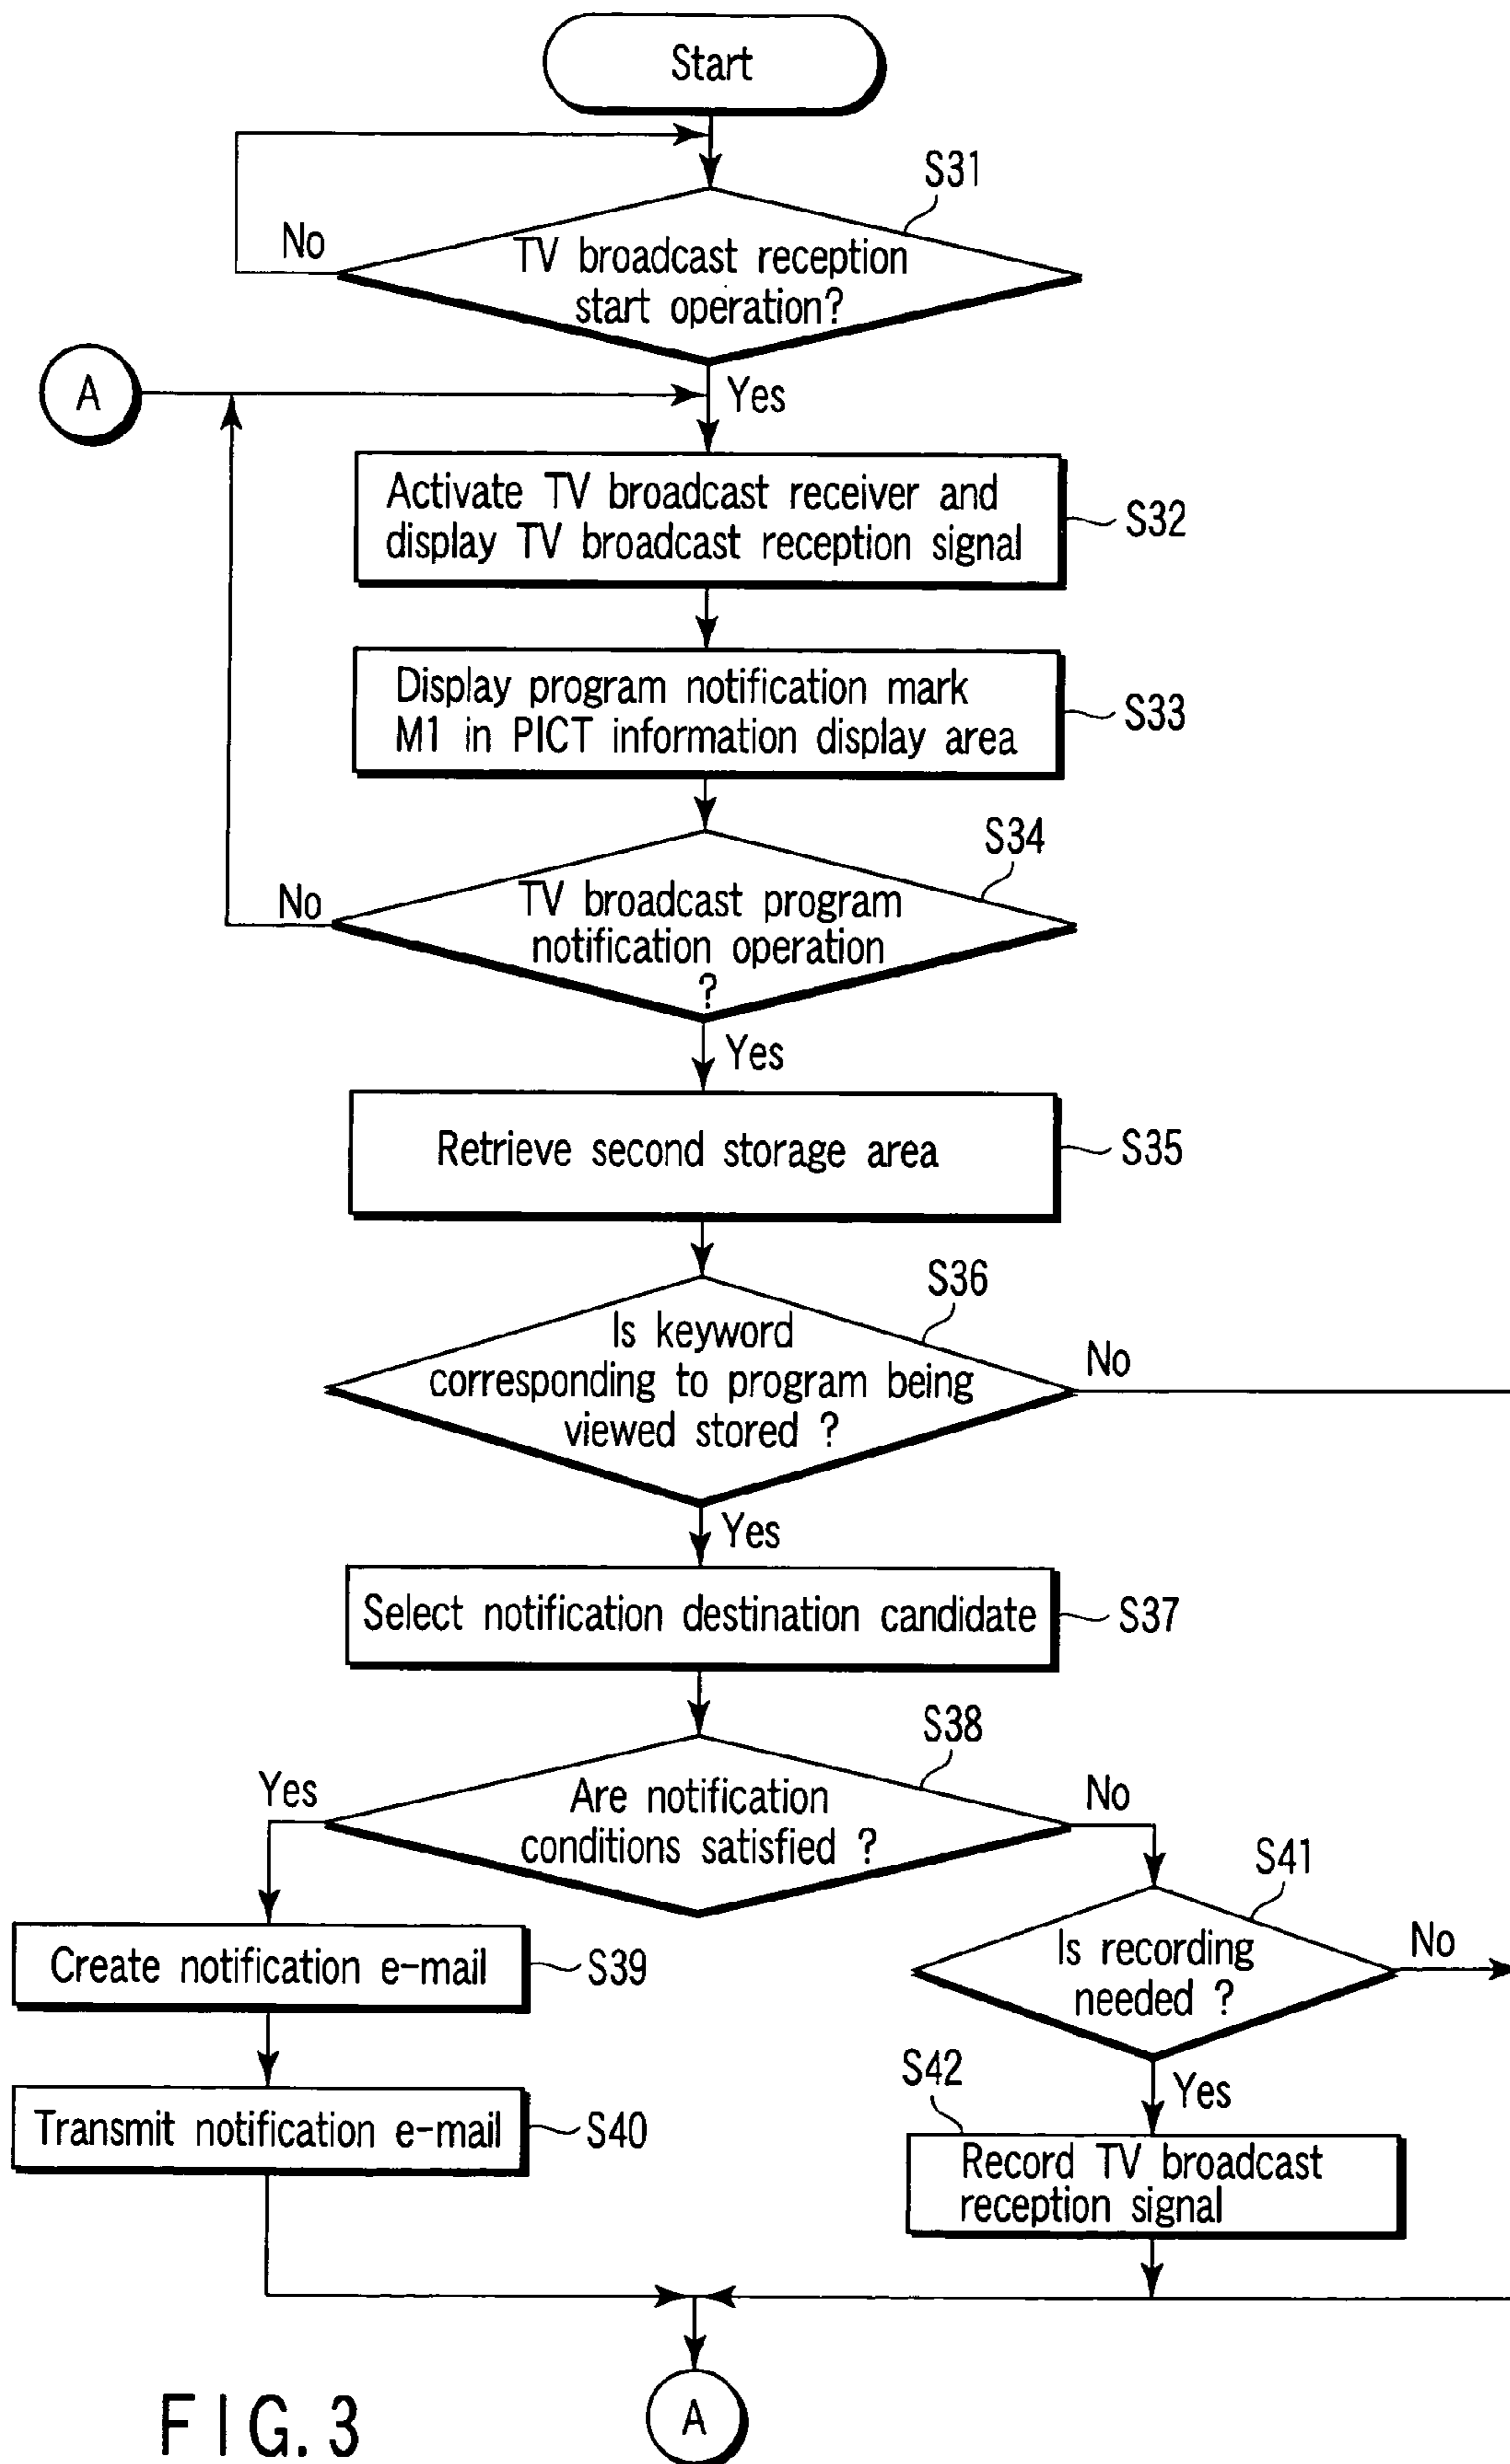 Start
S31
No
TV broadcast reception
start operation?
A
Yes
Activate TV broadcast receiver and
display TV broadcast reception signal
S32
Display program notification mark
M1 in PICT information display area
S33
S34
No
TV broadcast program
notification operation
?
Yes
Retrieve second storage area
S35
S36
Is keyword
corresponding to program being
viewed stored ?
No
Yes
Select notification destination candidate
S37
S38
Yes
Are notification
conditions satisfied ?
No
S41
Create notification e-mail
S39
Is recording
needed ?
No
S42
Yes
Transmit notification e-mail
S40
Record TV broadcast
reception signal
A
FIG. 3